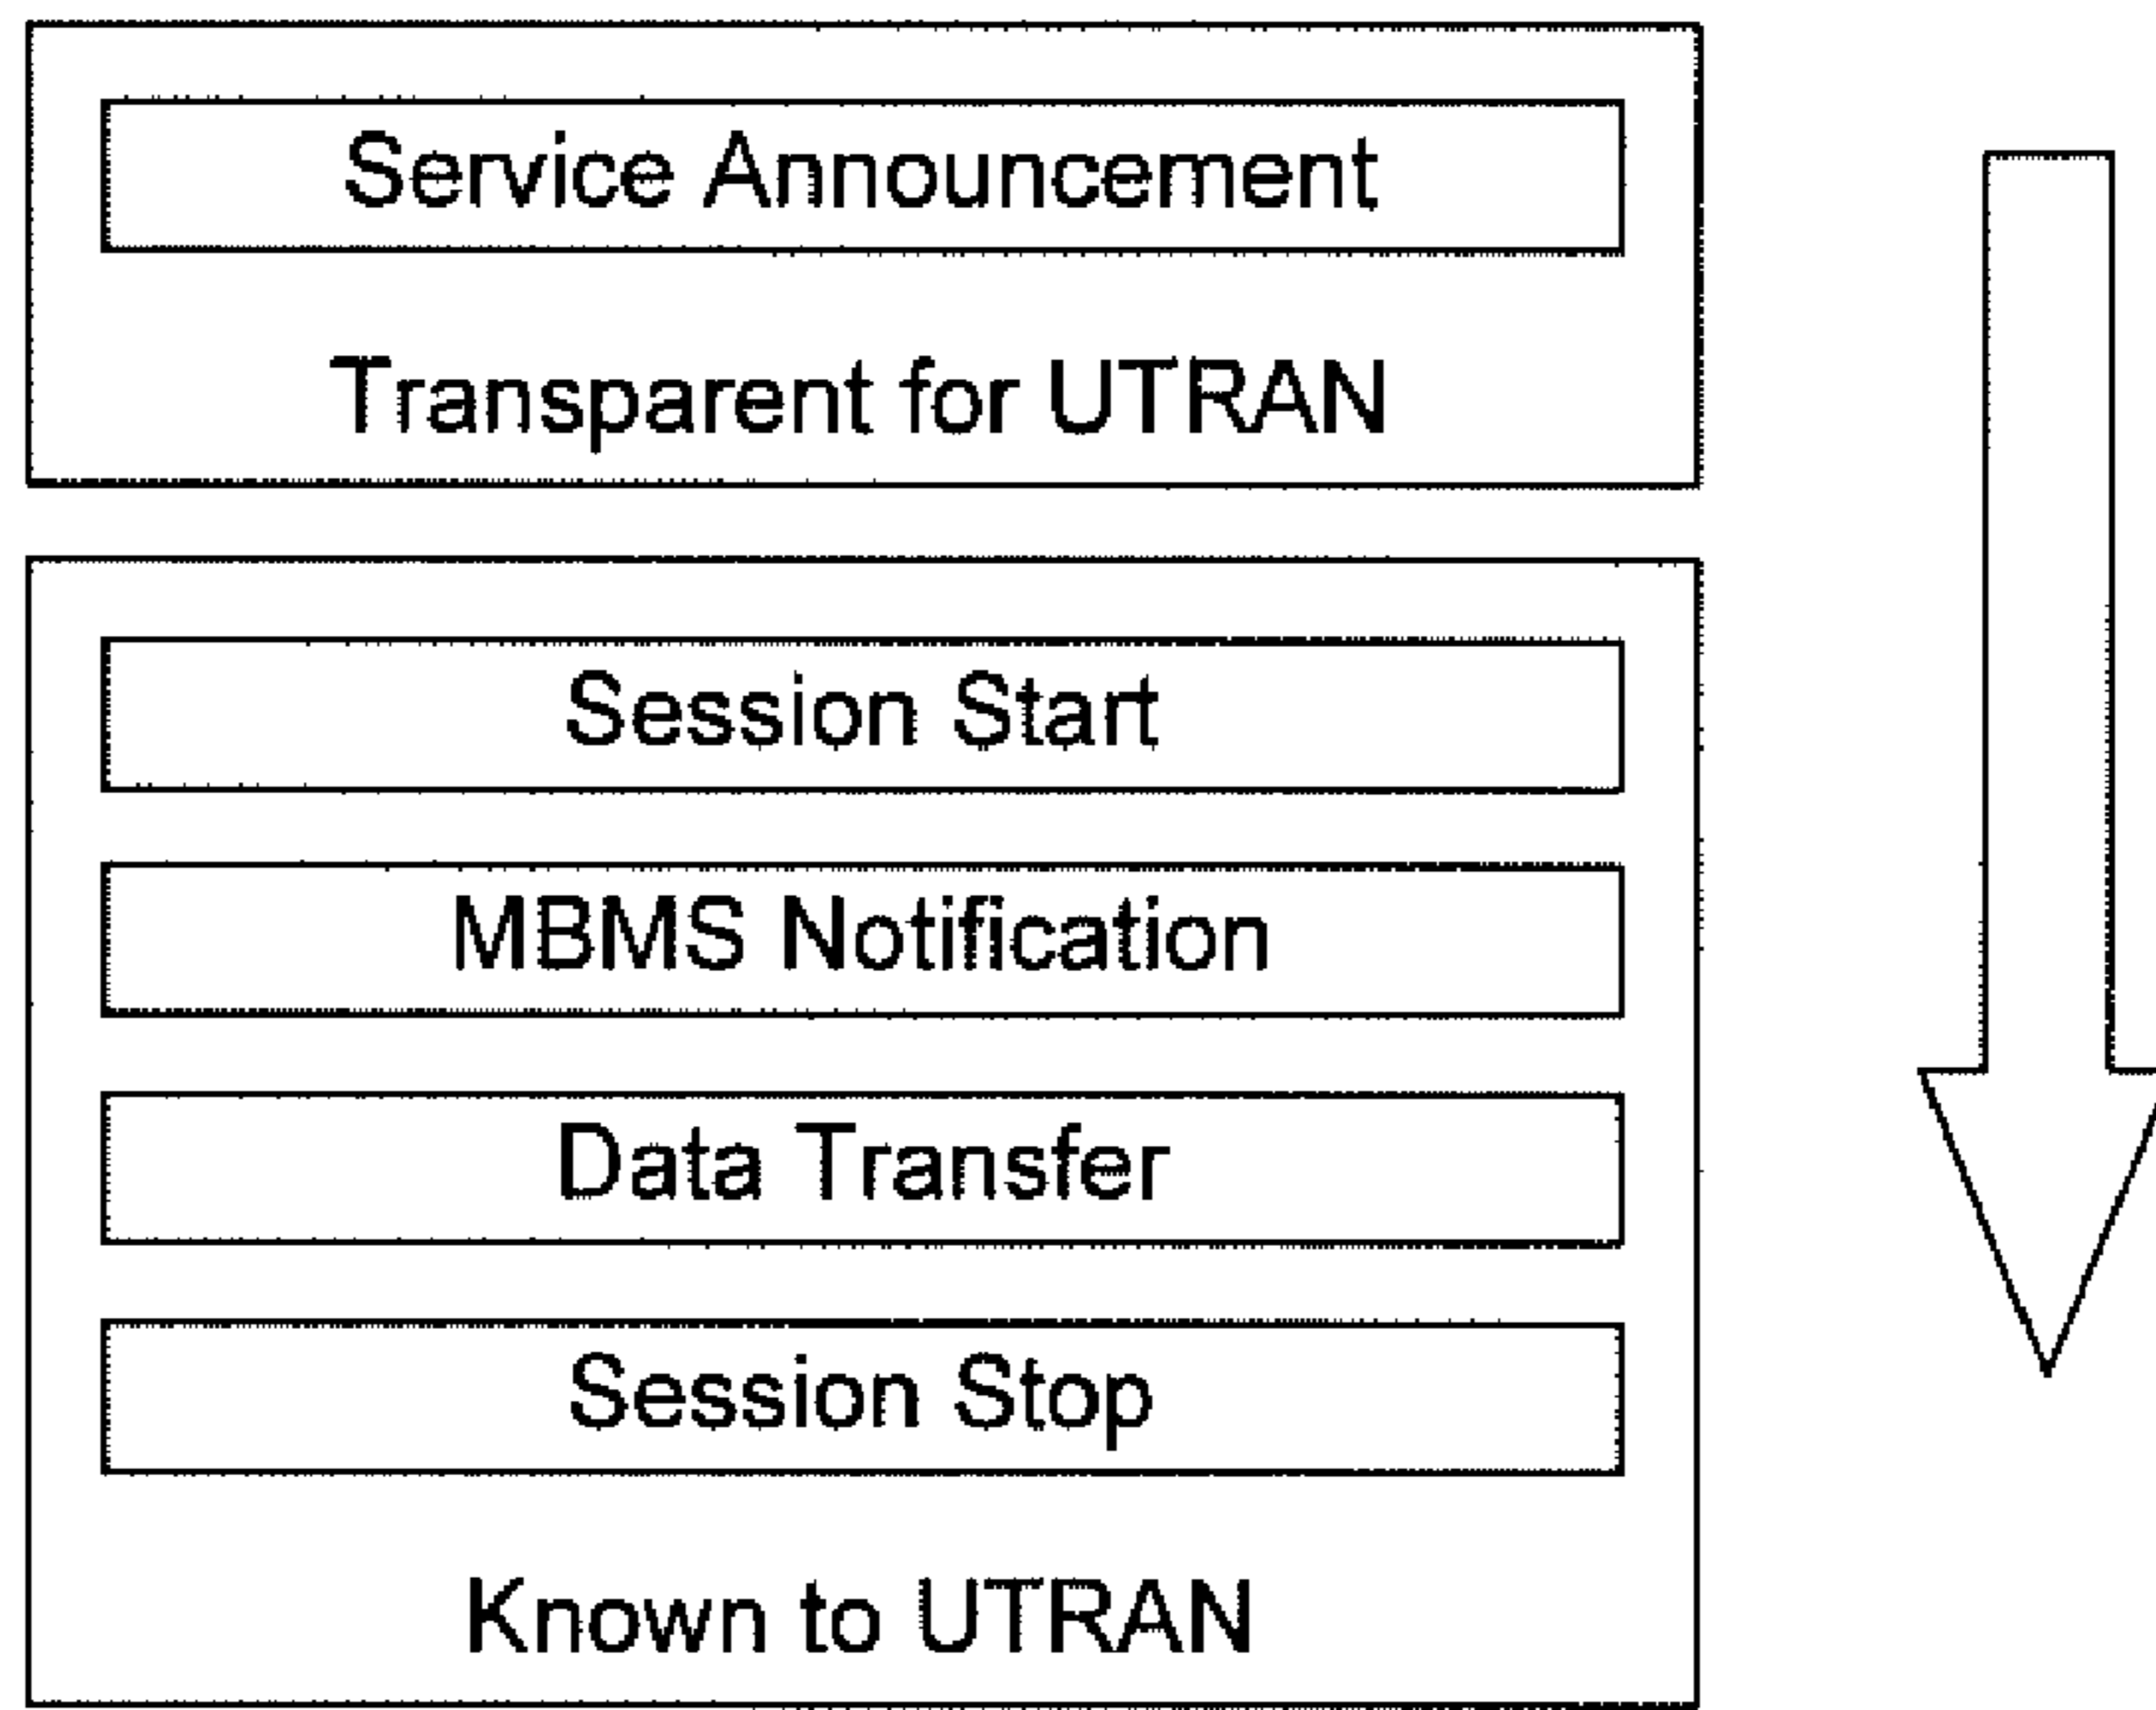 Service Announcement
Transparent for UTRAN
Session Start
MBMS Notification
Data Transfer
Session Stop
Known to UTRAN